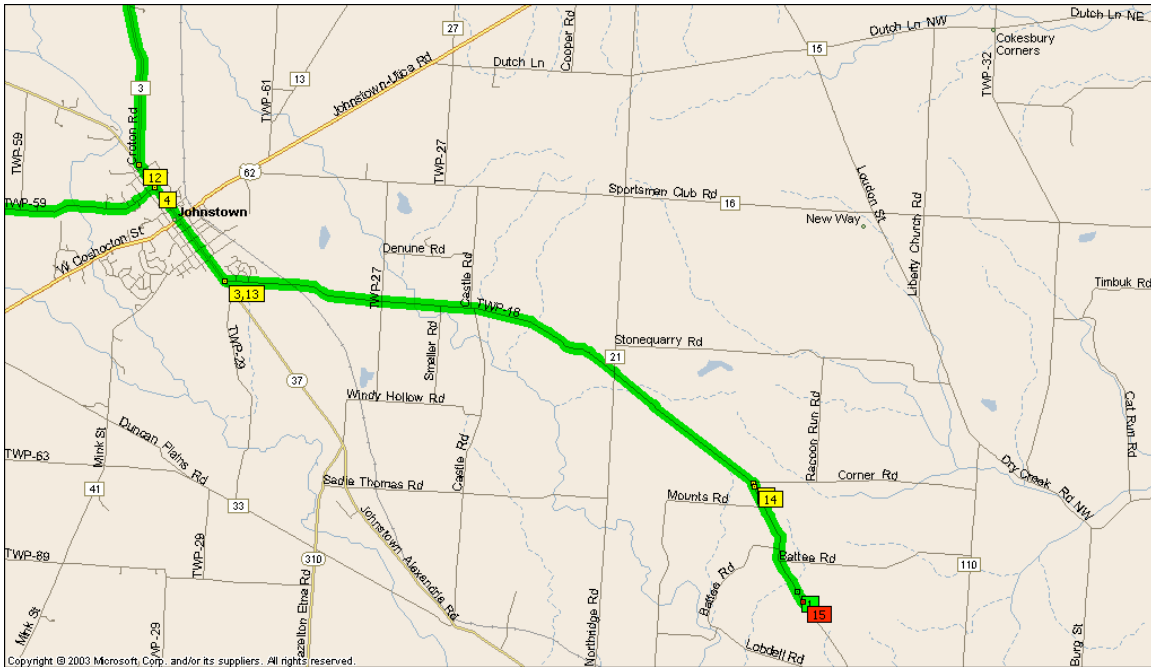 Dutch Ln NE
Dutch Ln NW
27
Cooper Rd
15
Cokesbury
Corners
Dutch Ln
TWP-61
13
Johnstown-Utica Rd
TWP-32
3
Croton Rd
TWP-59
TWP-27
62
12
4
Sportsman Club Rd
16
Loudon St
Liberty Church Rd
TWP-59
Johnstown
New Way
W Coshocton St
Denune Rd
TWP-27
Castle Rd
Timbuk Rd
3,13
TWP-18
TWP-29
Smeller Rd
Stonequarry Rd
21
37
Windy Hollow Rd
Racoon Run Rd
Cat Run Rd
Mink St
Duncan Plains Rd
TWP-63
Castle Rd
Dry Creek Rd NW
Corner Rd
41
Sadie Thomas Rd
Mounts Rd
14
33
Johnstown Alexandria Rd
TWP-89
TWP-29
310
Battee Rd
110
Battee Rd
1
15
Mink St
TWP-29
azelton Etna Rd
Northridge Rd
Lobdell Rd
Burg St
Copyright © 2003 Microsoft Corp. and/or its suppliers. All rights reserved.